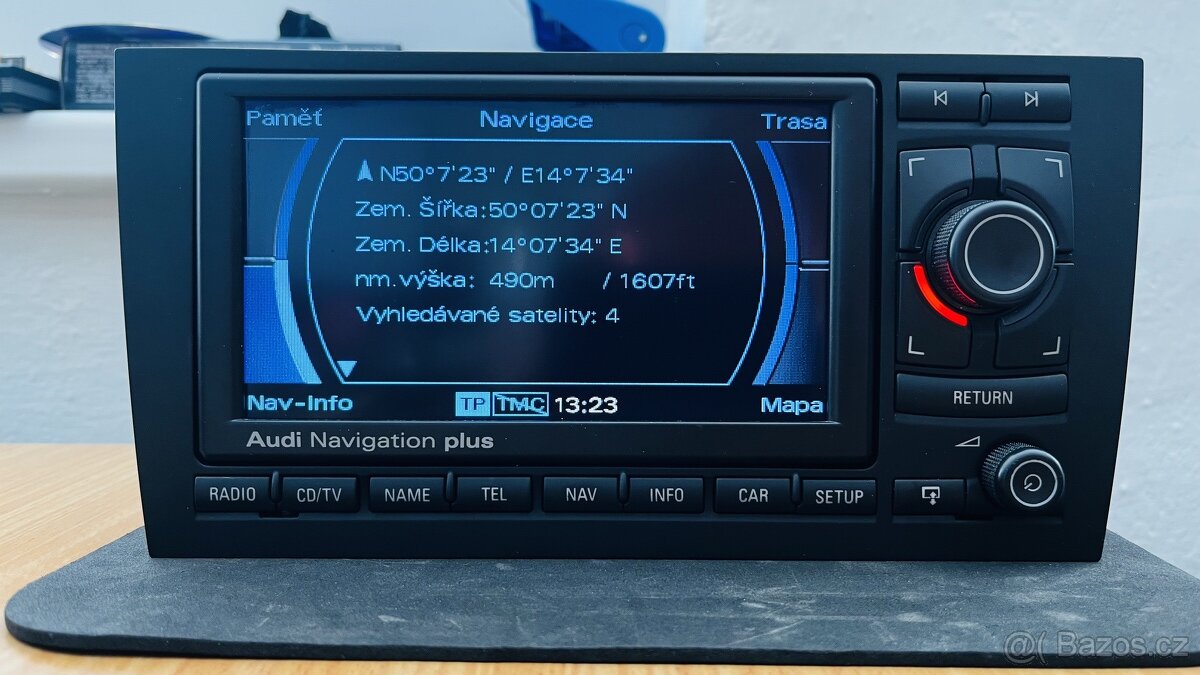 Paměť Navigace Trasa
N50°7'23" / E14°7'34"
Zem. Šířka:50°07'23" N
Zem. Délka:14°07'34" E
nm.výška: 490m / 1607ft
Vyhledávané satelity: 4
Nav-Info TP TMC 13:23 Mapa
Audi Navigation plus
RETURN
RADIO CD/TV NAME TEL NAV INFO CAR SETUP
@( Bazos.cz